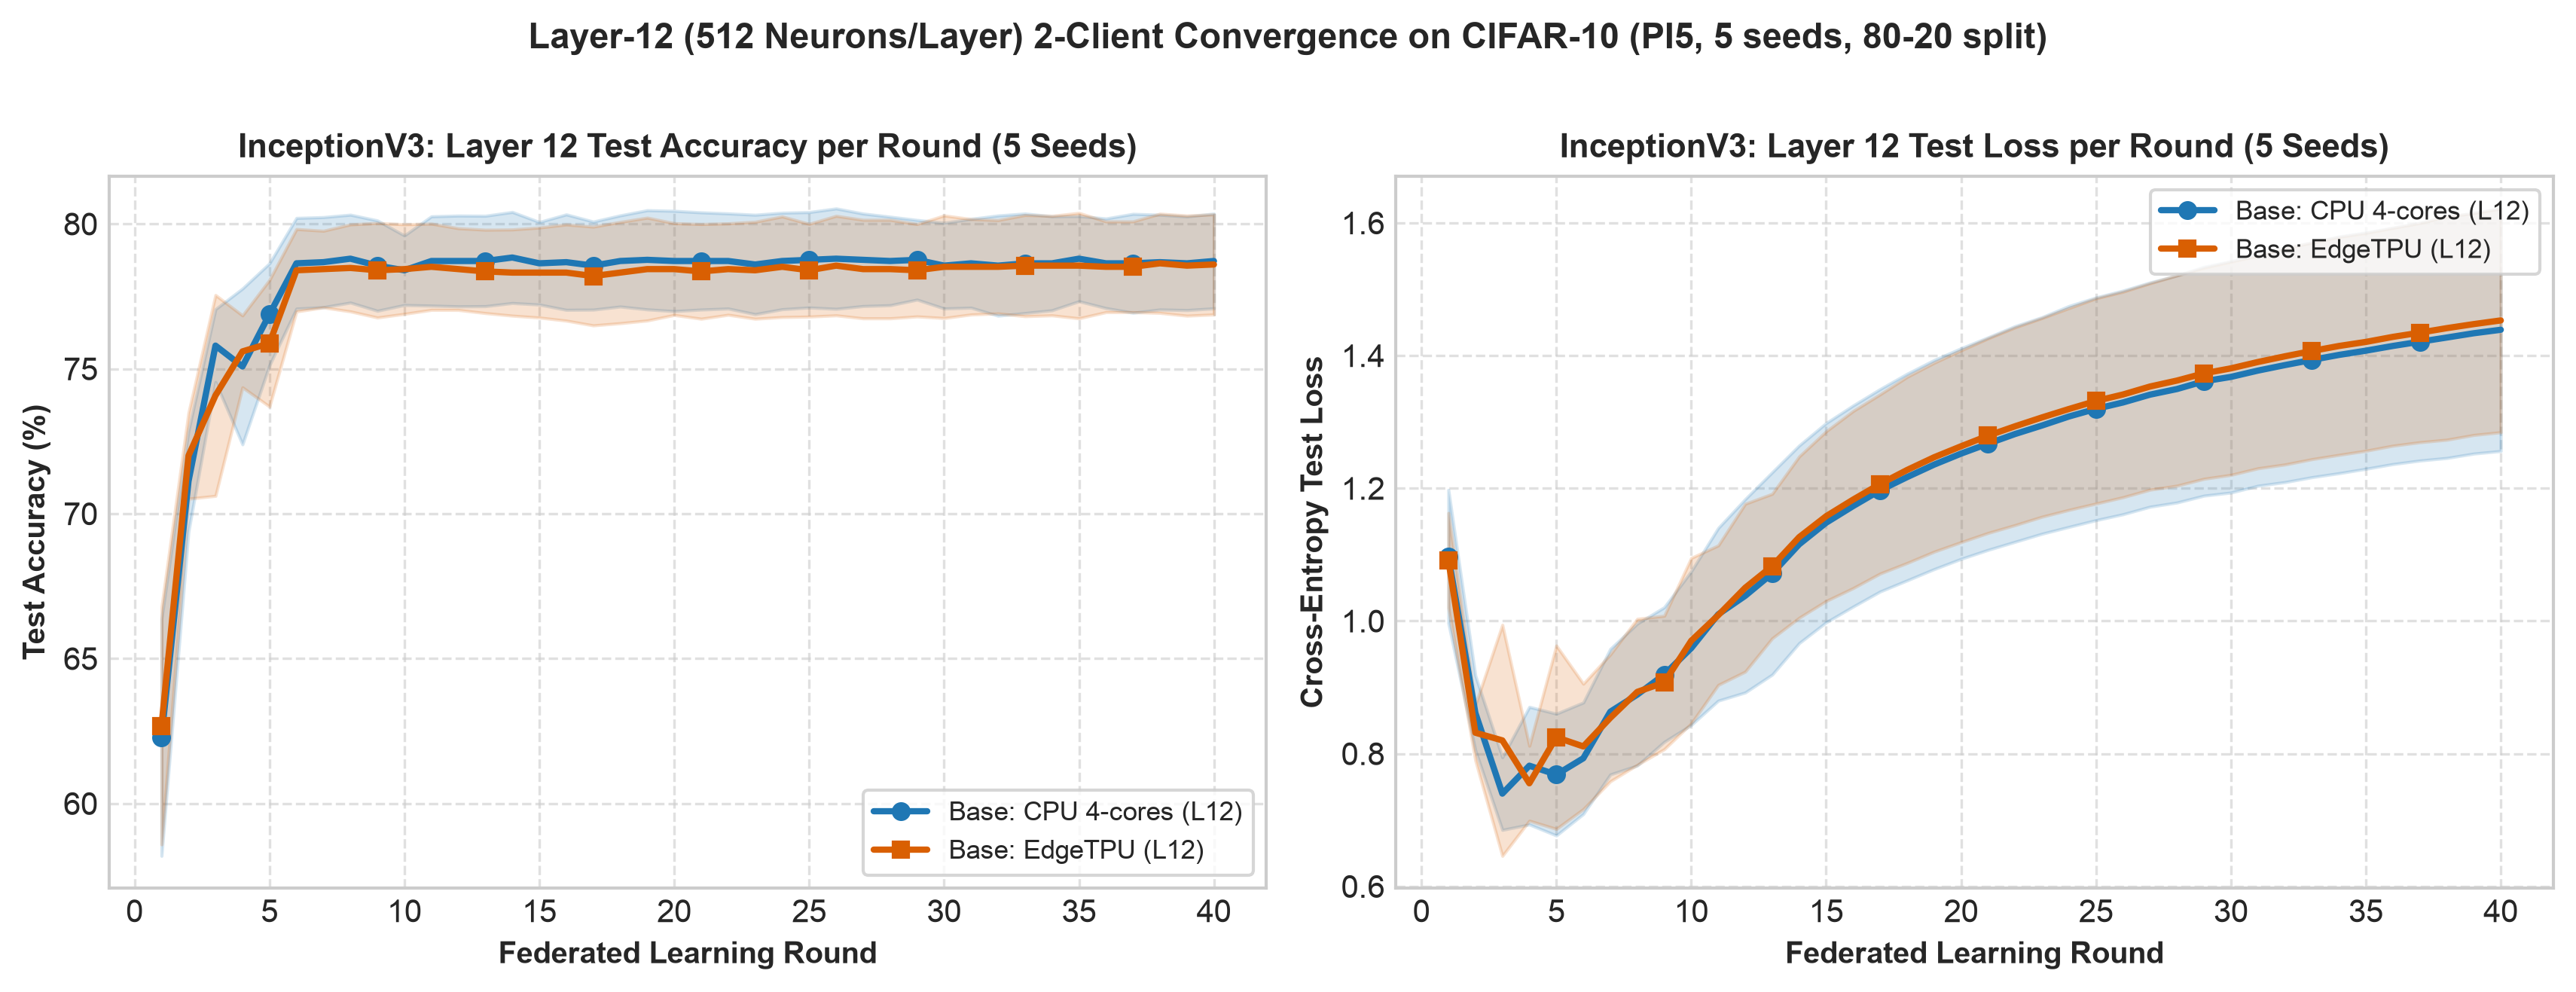 Layer-12 (512 Neurons/Layer) 2-Client Convergence on CIFAR-10 (PI5, 5 seeds, 80-20 split)
InceptionV3: Layer 12 Test Accuracy per Round (5 Seeds)
Test Accuracy (%)
80
75
70
65
60
0 5 10 15 20 25 30 35 40
Federated Learning Round
Base: CPU 4-cores (L12)
Base: EdgeTPU (L12)
InceptionV3: Layer 12 Test Loss per Round (5 Seeds)
Cross-Entropy Test Loss
1.6
1.4
1.2
1.0
0.8
0.6
0 5 10 15 20 25 30 35 40
Federated Learning Round
Base: CPU 4-cores (L12)
Base: EdgeTPU (L12)